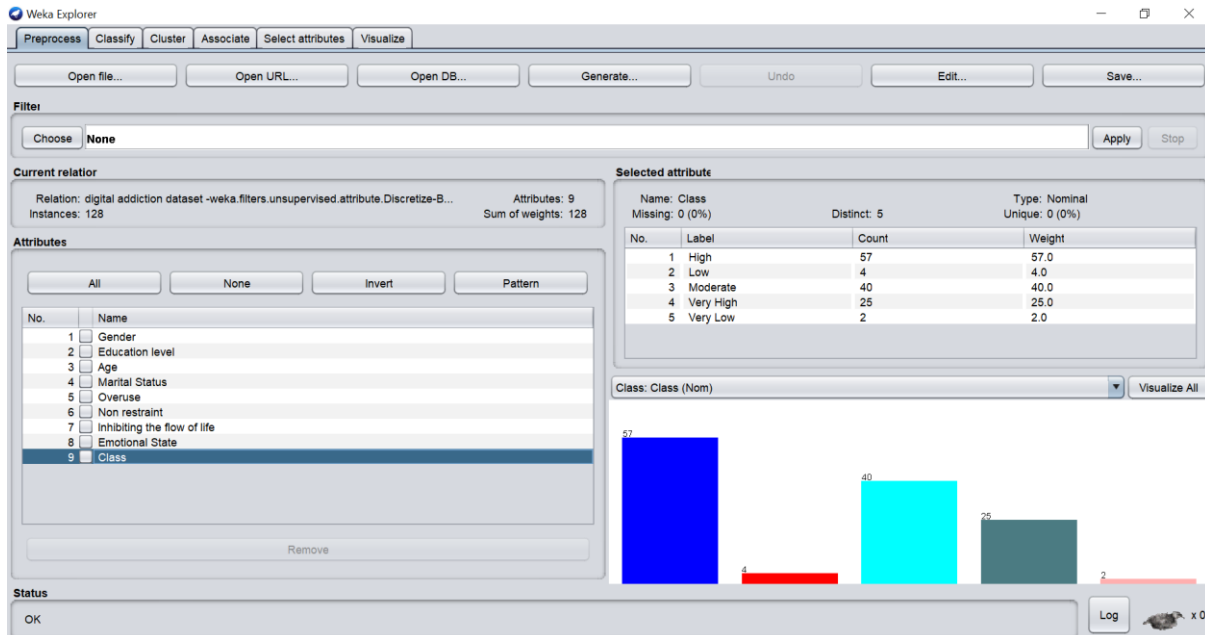 Weka Explorer
Preprocess Classify Cluster Associate Select attributes Visualize
Open file... Open URL... Open DB... Generate... Undo Edit... Save...
Filter
Choose None Apply Stop
Current relation
Relation: digital addiction dataset -weka.filters.unsupervised.attribute.Discretize-B... Attributes: 9
Instances: 128 Sum of weights: 128
Attributes
All None Invert Pattern
No. Name
1 Gender
2 Education level
3 Age
4 Marital Status
5 Overuse
6 Non restraint
7 Inhibiting the flow of life
8 Emotional State
9 Class
Remove
Selected attribute
Name: Class Type: Nominal
Missing: 0 (0%) Distinct: 5 Unique: 0 (0%)
No. Label Count Weight
1 High 57 57.0
2 Low 4 4.0
3 Moderate 40 40.0
4 Very High 25 25.0
5 Very Low 2 2.0
Class: Class (Nom) Visualize All
57
4
40
25
2
Status
OK Log x 0